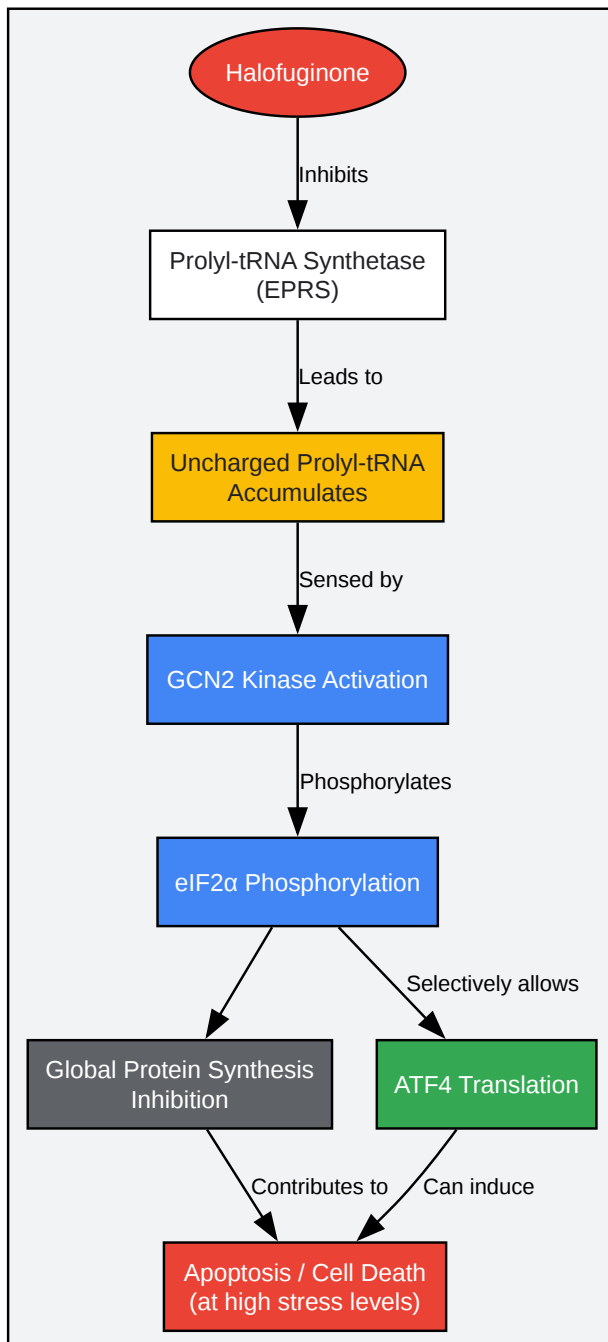 Halofuginone
Inhibits
Prolyl-tRNA Synthetase
(EPRS)
Leads to
Uncharged Prolyl-tRNA
Accumulates
Sensed by
GCN2 Kinase Activation
Phosphorylates
eIF2α Phosphorylation
Selectively allows
Global Protein Synthesis
Inhibition
ATF4 Translation
Contributes to
Can induce
Apoptosis / Cell Death
(at high stress levels)